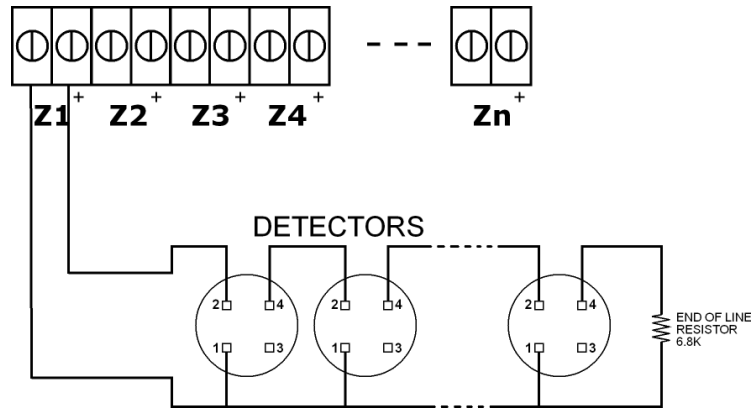 + + + + +
Z1 Z2 Z3 Z4 Zn
DETECTORS
2 4 2 4 2 4
1 3 1 3 1 3
END OF LINE
RESISTOR
6.8K